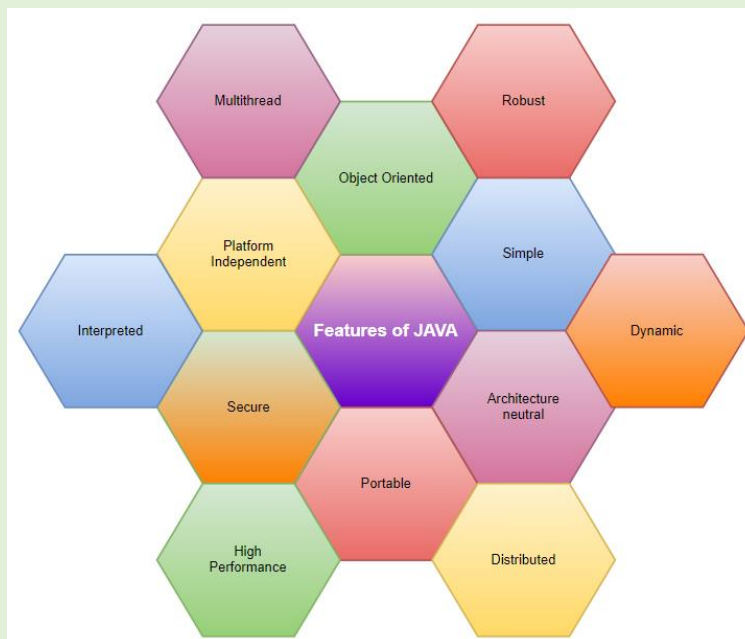 Multithread
Robust
Object Oriented
Platform
Independent
Simple
Interpreted
Features of JAVA
Dynamic
Secure
Architecture
neutral
Portable
High
Performance
Distributed